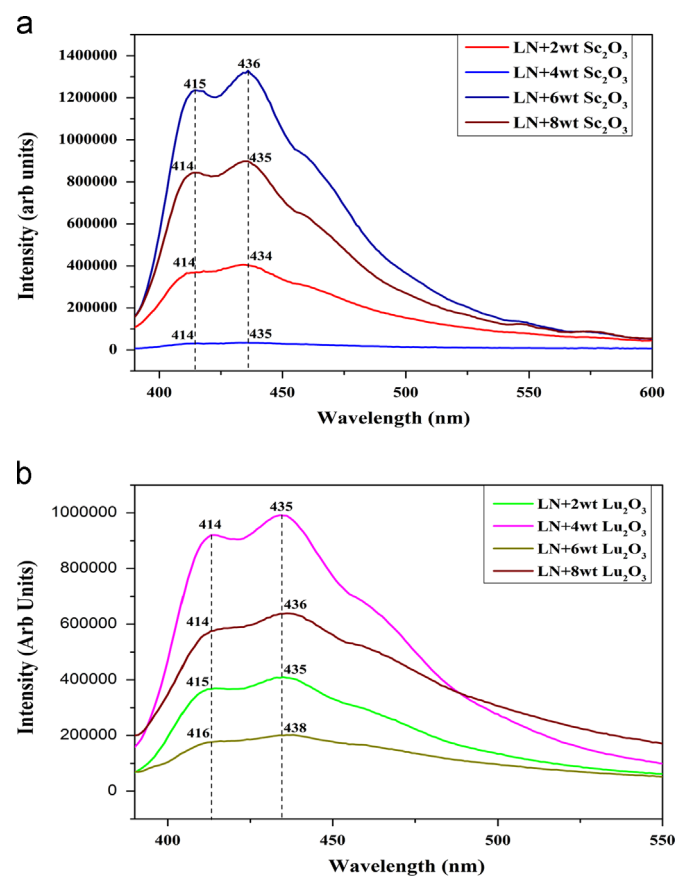 a
LN+2wt Sc₂O₃
LN+4wt Sc₂O₃
LN+6wt Sc₂O₃
LN+8wt Sc₂O₃
1400000
1200000
1000000
800000
600000
400000
200000
0
415
436
414
435
414
434
414
435
400
450
500
550
600
Intensity (arb units)
Wavelength (nm)
b
LN+2wt Lu₂O₃
LN+4wt Lu₂O₃
LN+6wt Lu₂O₃
LN+8wt Lu₂O₃
1000000
800000
600000
400000
200000
0
414
435
414
436
415
435
416
438
400
450
500
550
Intensity (Arb Units)
Wavelength (nm)